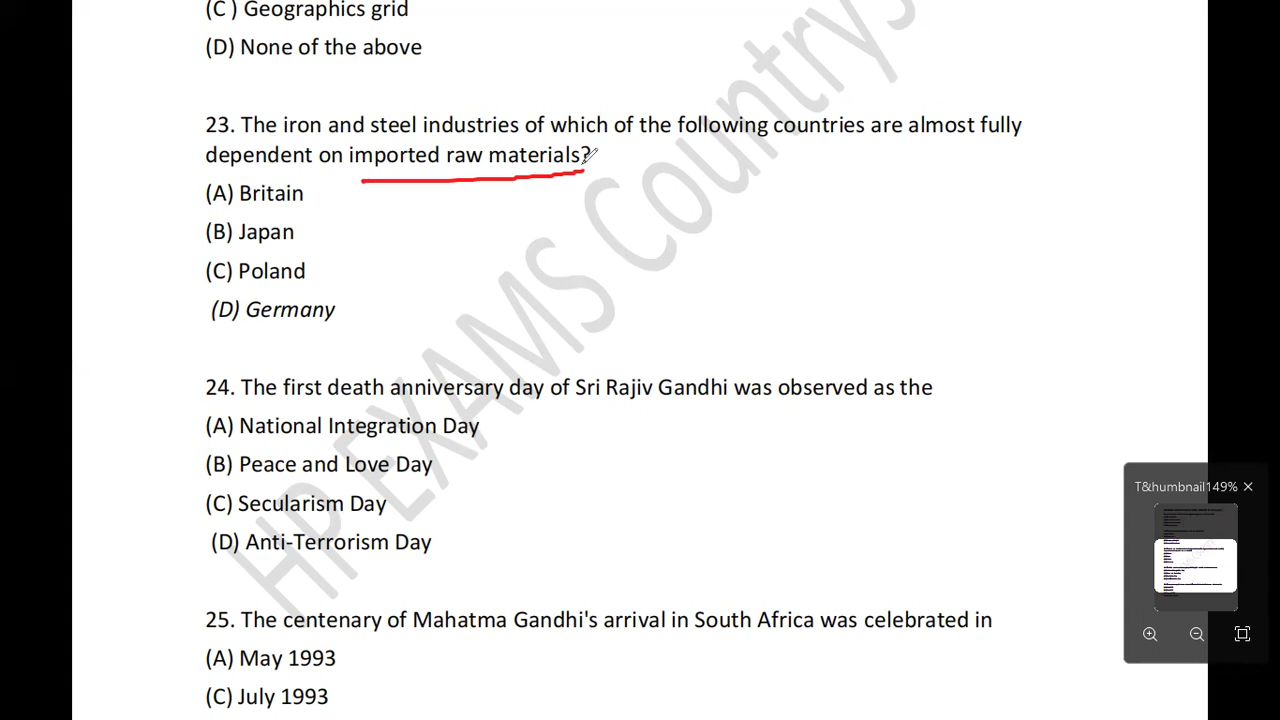 (C ) Geographics grid
(D) None of the above
23. The iron and steel industries of which of the following countries are almost fully
dependent on imported raw materials?
(A) Britain
(B) Japan
(C) Poland
(D) Germany
24. The first death anniversary day of Sri Rajiv Gandhi was observed as the
(A) National Integration Day
(B) Peace and Love Day
(C) Secularism Day
(D) Anti-Terrorism Day
25. The centenary of Mahatma Gandhi's arrival in South Africa was celebrated in
(A) May 1993
(C) July 1993
HP EXAMS Countrys
T&humbnail149%